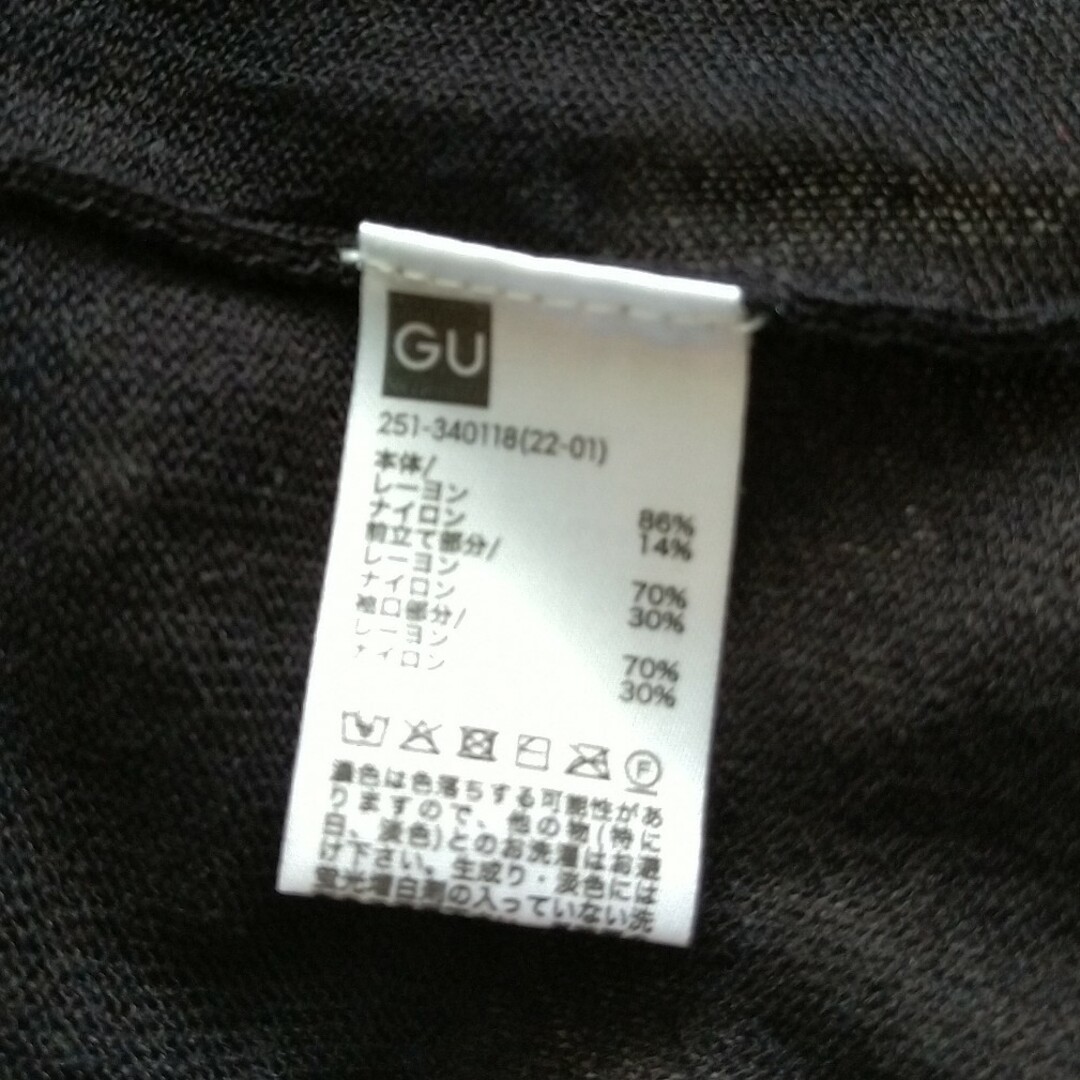 GU
251-340118(22-01)
本体/
レーヨン 86%
ナイロン 14%
前立て部分/
レーヨン 70%
ナイロン 30%
袖口部分/
レーヨン 70%
ナイロン 30%
F
濃色は色落ちする可能性があ
りますので、他の物(特に
白、淡色)とのお洗濯はお避
け下さい。生成り・淡色には
蛍光増白剤の入っていない洗